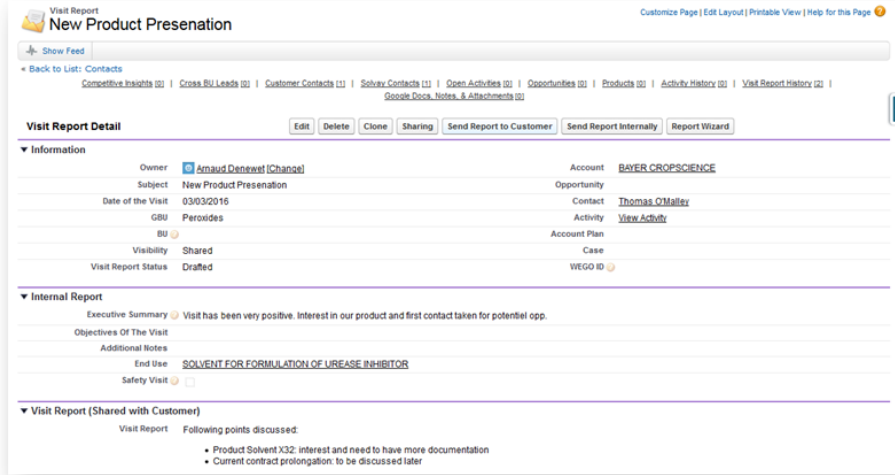 Visit Report
New Product Presenation
Customize Page | Edit Layout | Printable View | Help for this Page
Show Feed
« Back to List: Contacts
Competitive Insights [0] | Cross BU Leads [0] | Customer Contacts [1] | Solvay Contacts [1] | Open Activities [0] | Opportunities [0] | Products [0] | Activity History [0] | Visit Report History [2] |
Google Docs, Notes, & Attachments [0]
Visit Report Detail
Edit Delete Clone Sharing Send Report to Customer Send Report Internally Report Wizard
Information
Owner Arnaud Denewet [Change] Account BAYER CROPSCIENCE
Subject New Product Presenation Opportunity
Date of the Visit 03/03/2016 Contact Thomas O'Malley
GBU Peroxides Activity View Activity
BU Account Plan
Visibility Shared Case
Visit Report Status Drafted WEGO ID
Internal Report
Executive Summary Visit has been very positive. Interest in our product and first contact taken for potentiel opp.
Objectives Of The Visit
Additional Notes
End Use SOLVENT FOR FORMULATION OF UREASE INHIBITOR
Safety Visit
Visit Report (Shared with Customer)
Visit Report Following points discussed:
• Product Solvent X32: interest and need to have more documentation
• Current contract prolongation: to be discussed later